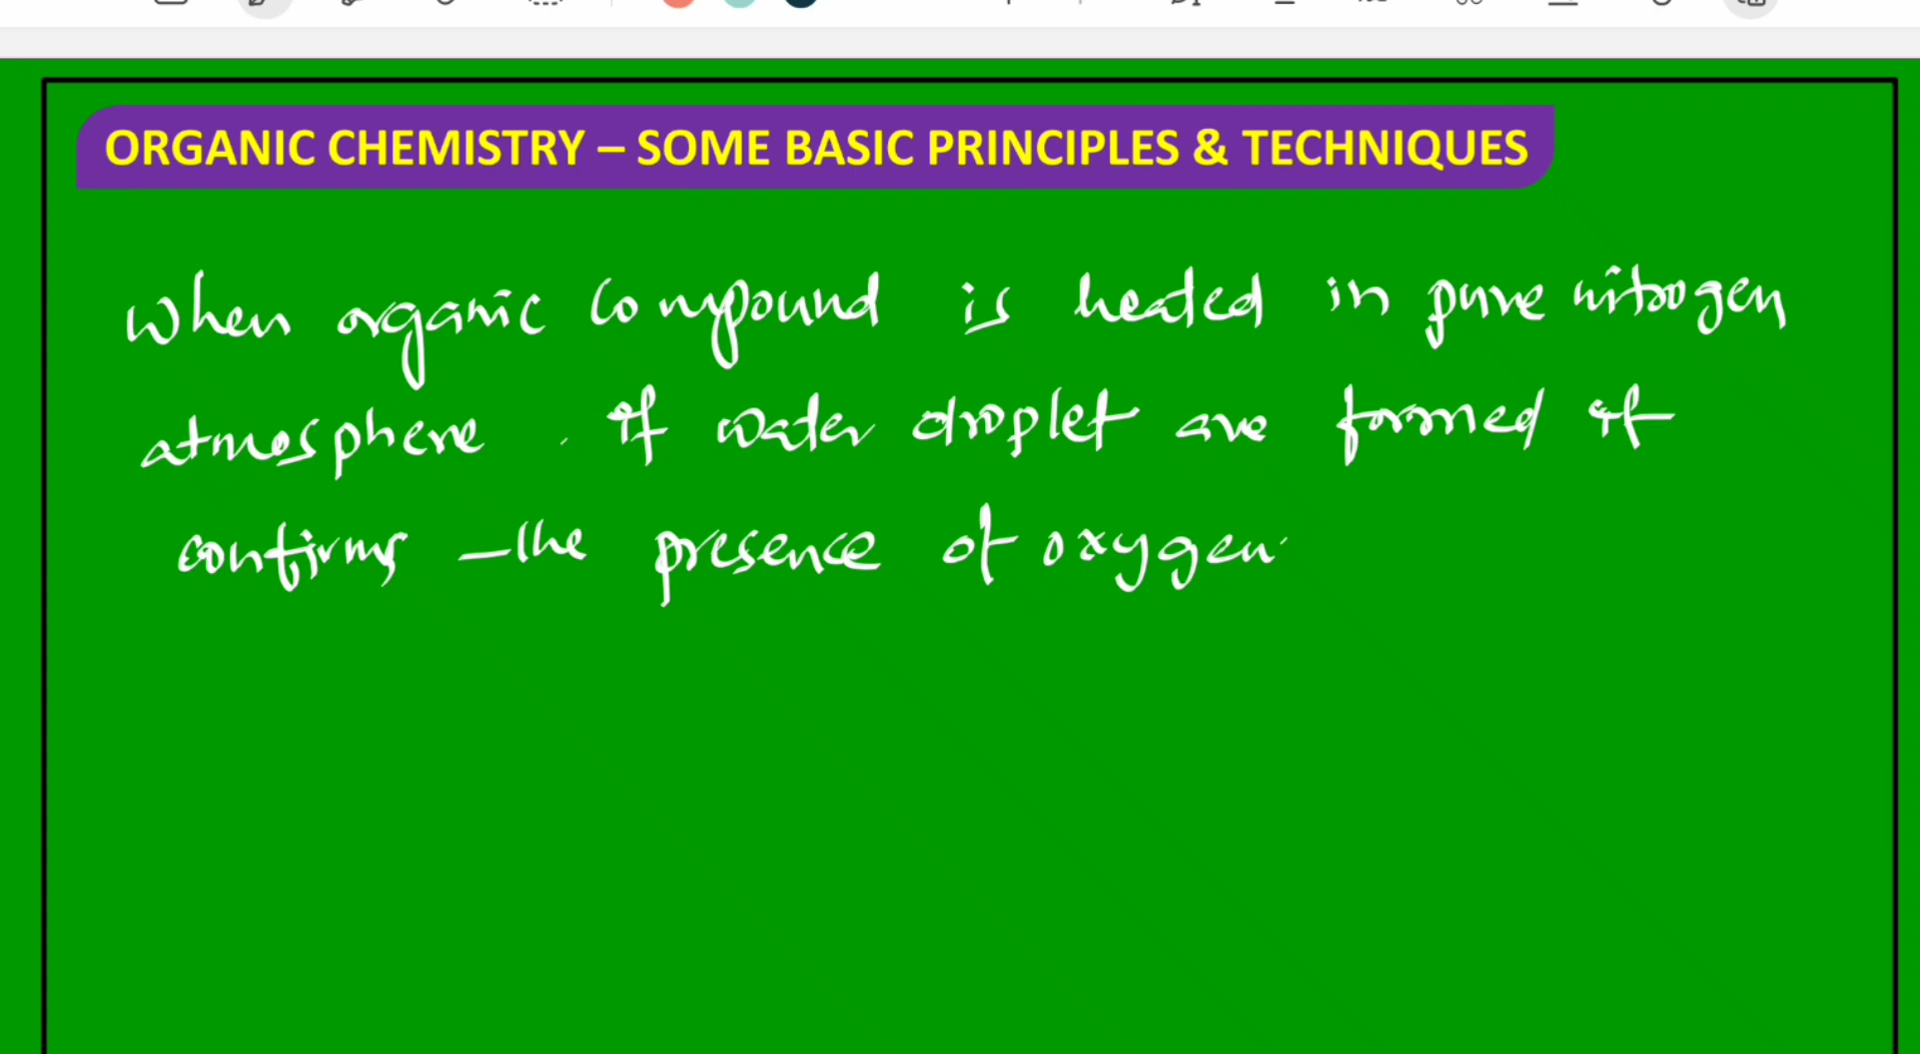 ORGANIC CHEMISTRY – SOME BASIC PRINCIPLES & TECHNIQUES
When organic compound is heated in pure nitrogen
atmosphere. If water droplet are formed it
confirms the presence of oxygen.